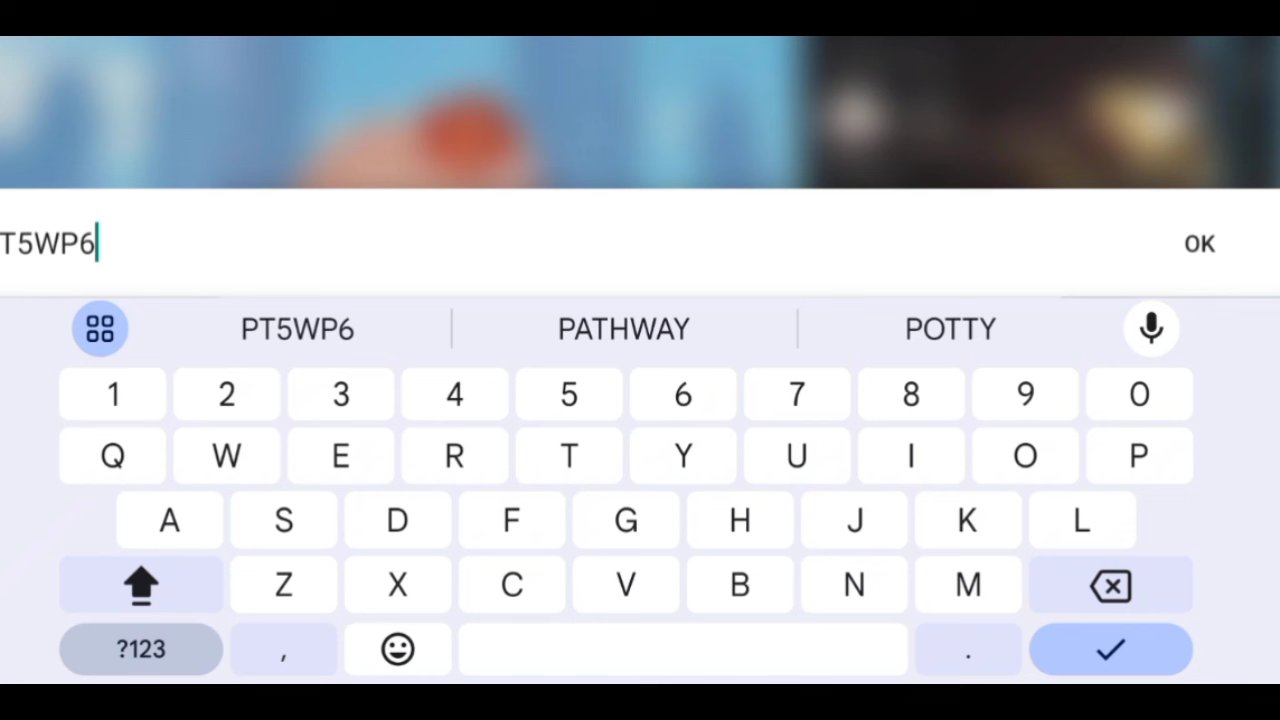 T5WP6
OK
PT5WP6 PATHWAY POTTY
1 2 3 4 5 6 7 8 9 0
Q W E R T Y U I O P
A S D F G H J K L
Z X C V B N M
?123 , .